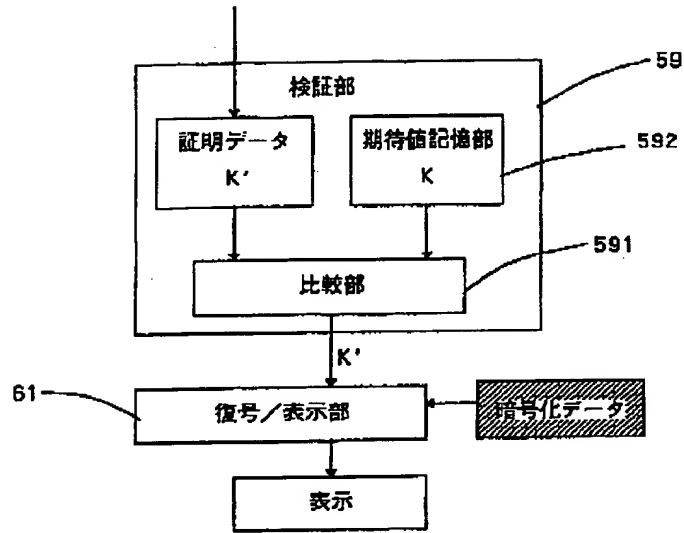 検証部
59
証明データ
K'
期待値記憶部
K
592
比較部
591
K'
61
復号/表示部
暗号化データ
表示